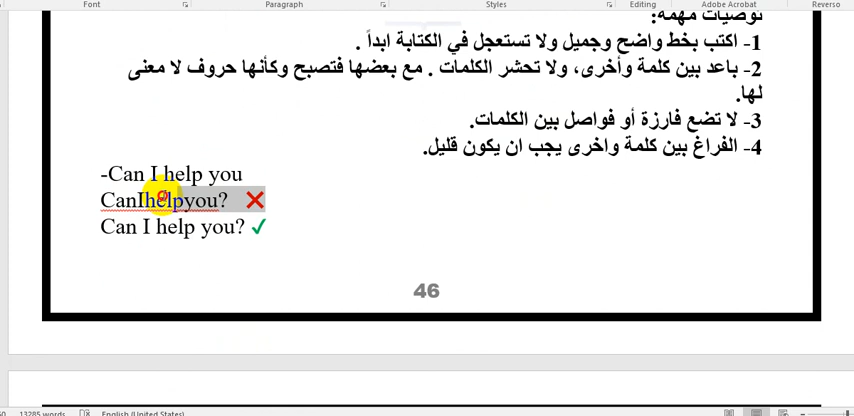 Font Paragraph Styles Editing Adobe Acrobat Reverso
توصيات مهمة:
1- اكتب بخط واضح وجميل ولا تستعجل في الكتابة ابداً .
2- باعد بين كلمة وأخرى، ولا تحشر الكلمات . مع بعضها فتصبح وكأنها حروف لا معنى
لها.
3- لا تضع فارزة أو فواصل بين الكلمات.
4- الفراغ بين كلمة واخرى يجب ان يكون قليل.
-Can I help you
CanIhelpyou? ❌
Can I help you? ✓
46
13285 words English (United States)